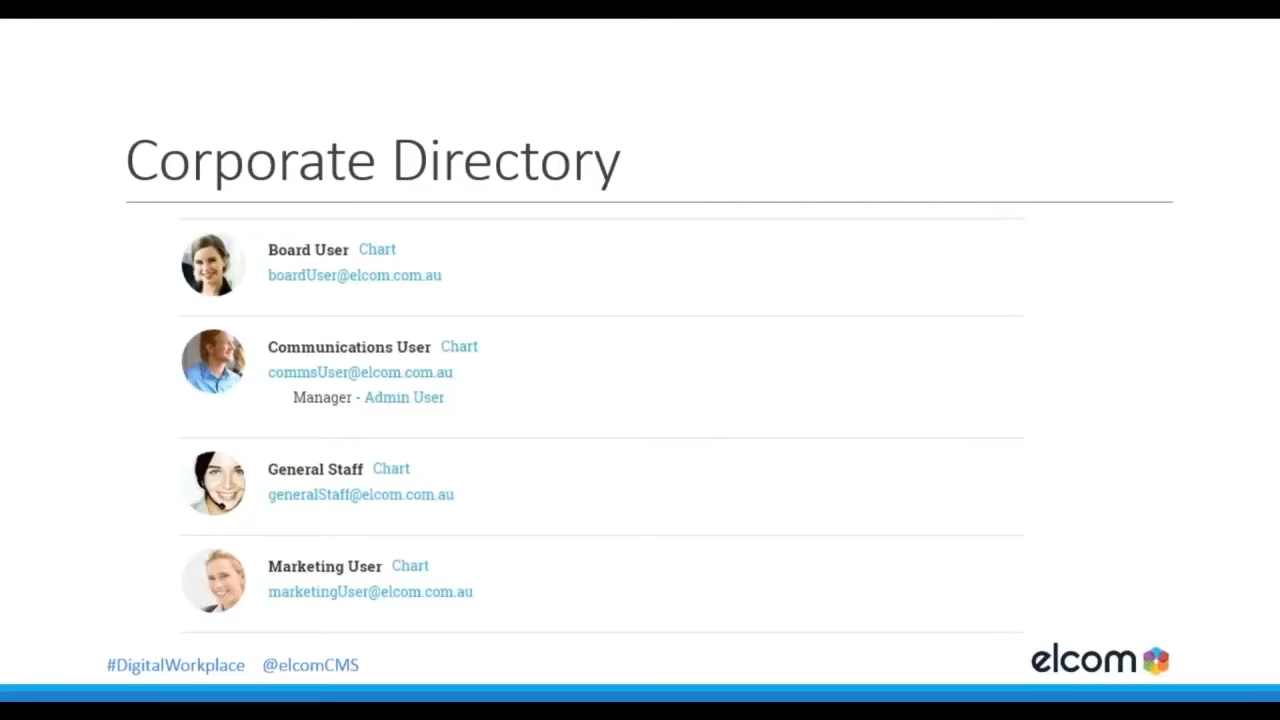 Corporate Directory
Board User Chart
boardUser@elcom.com.au
Communications User Chart
commsUser@elcom.com.au
Manager - Admin User
General Staff Chart
generalStaff@elcom.com.au
Marketing User Chart
marketingUser@elcom.com.au
#DigitalWorkplace @elcomCMS
elcom